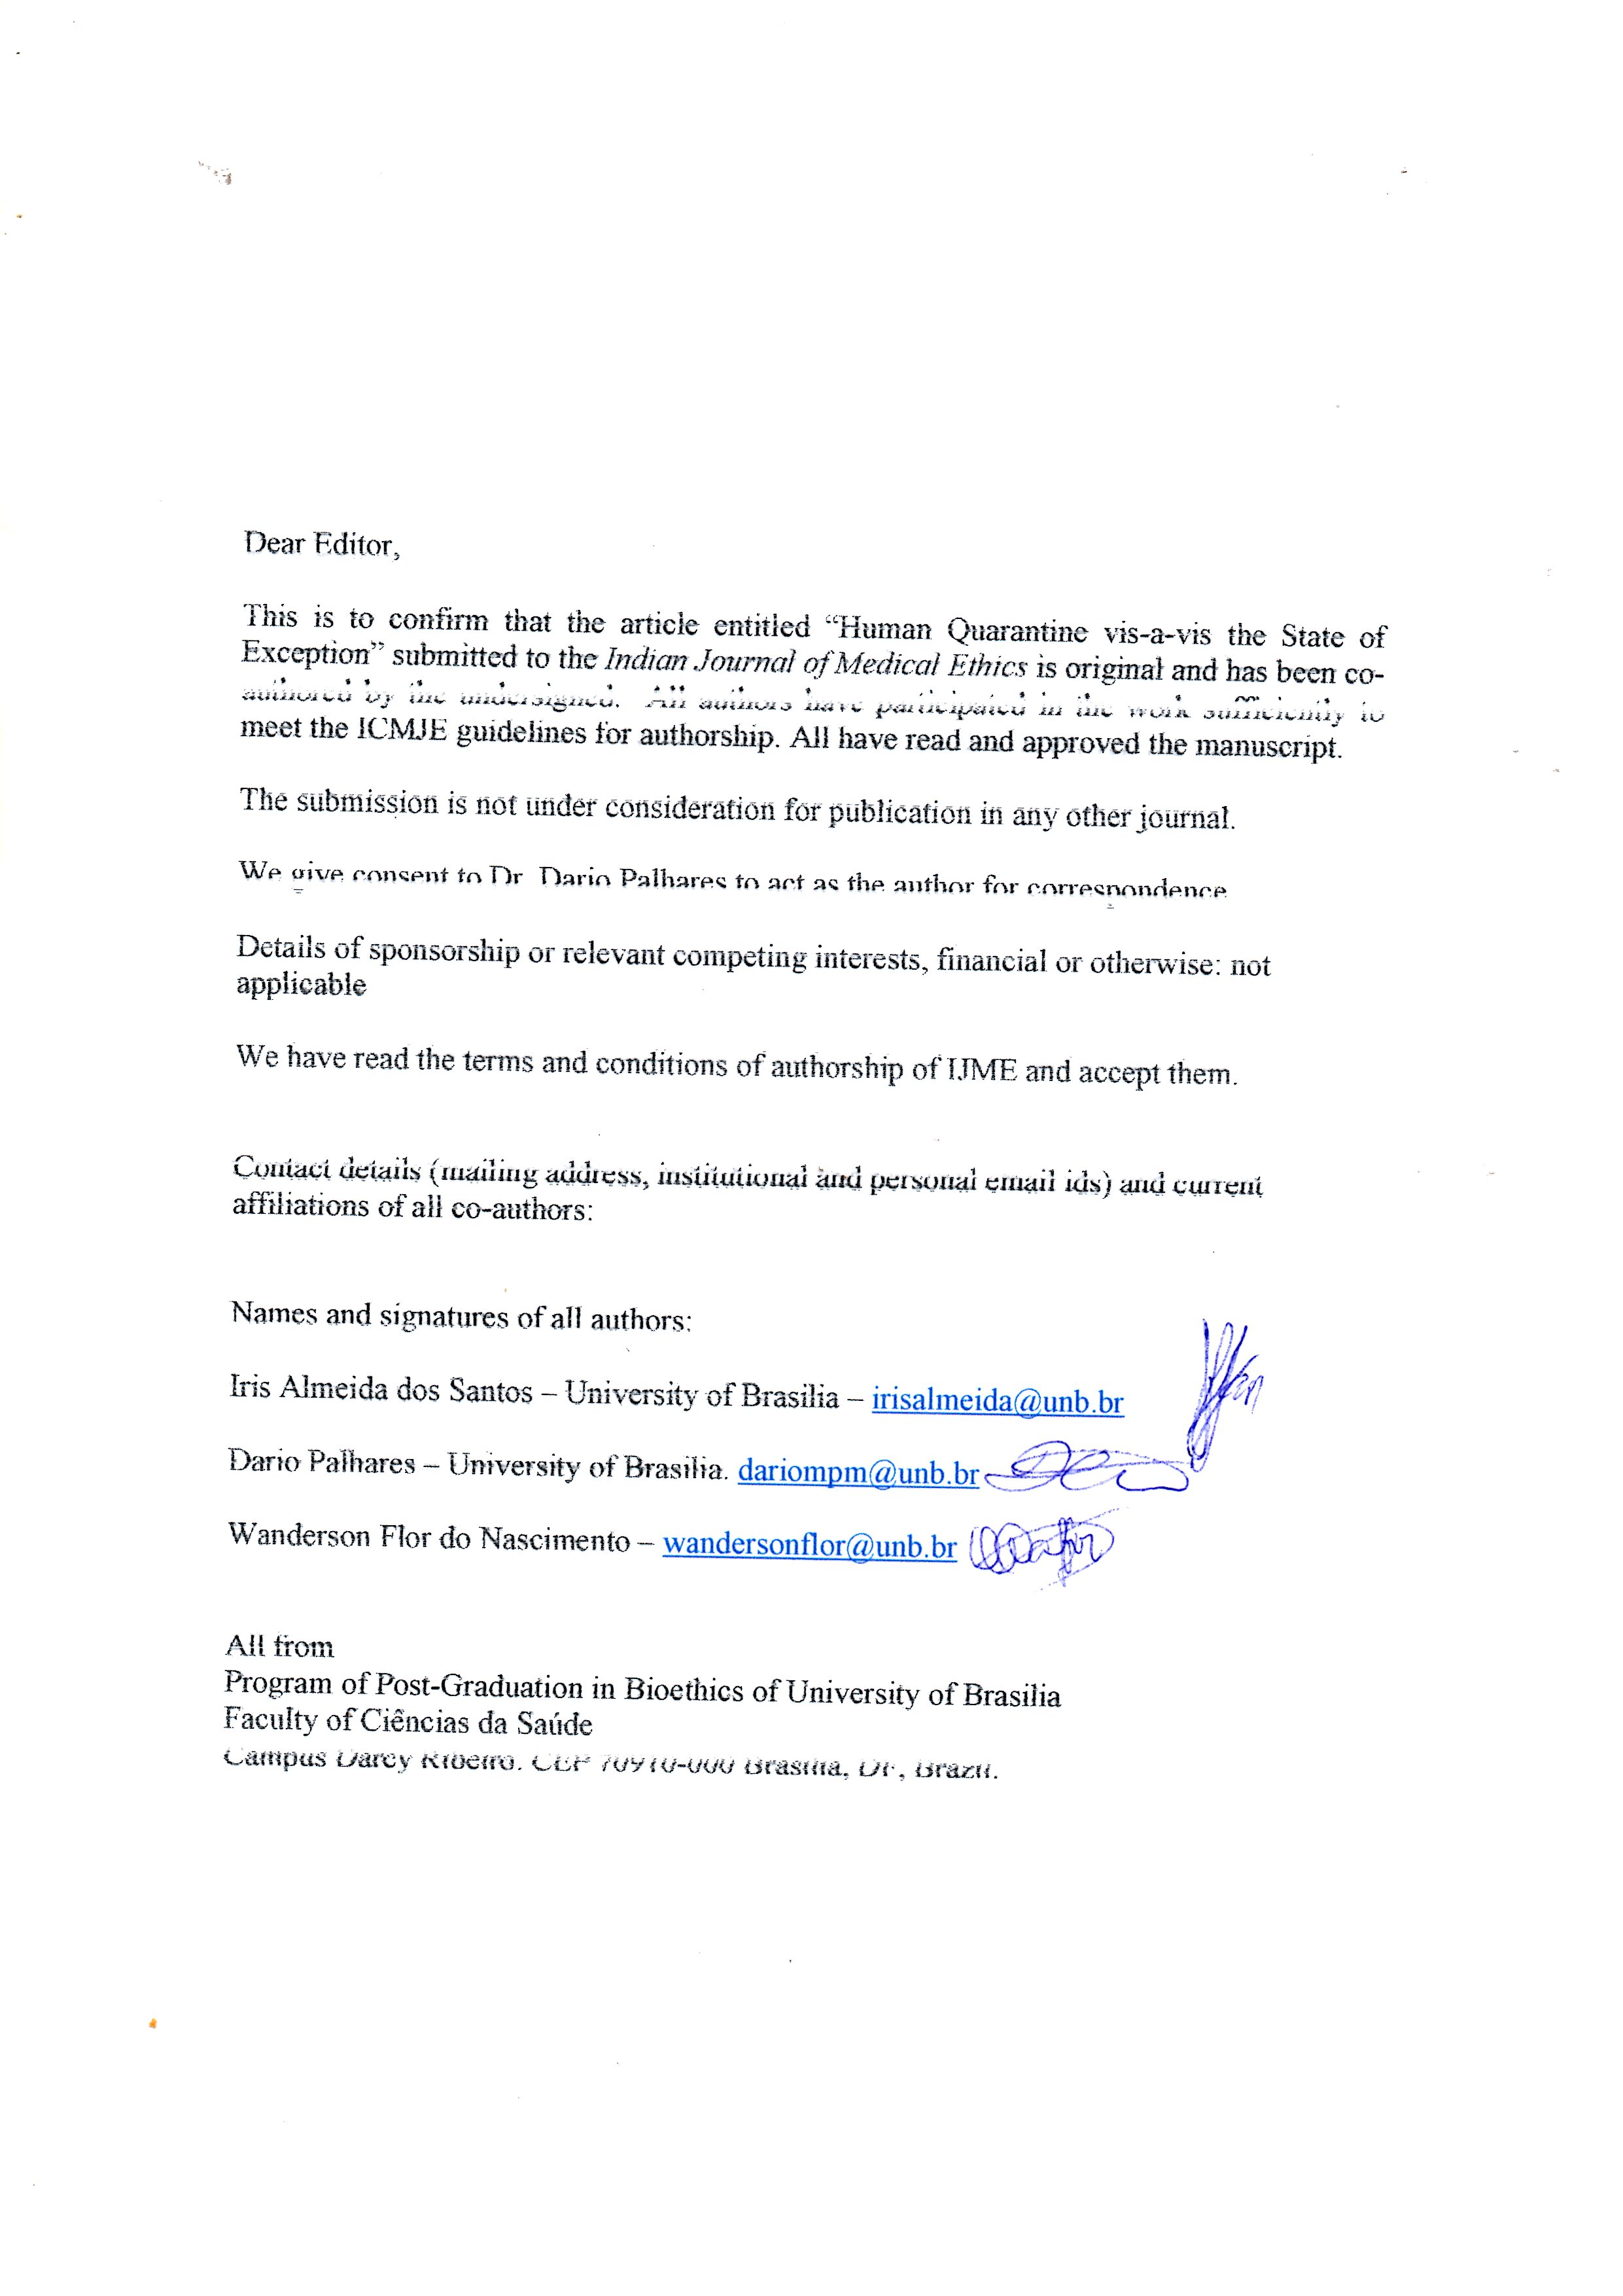 Dear Editor,
This is to confirm that the article entitled “Human Quarantine vis-a-vis the State of
Exception” submitted to the Indian Journal of Medical Ethics is original and has been co-
authored by the undersigned. All authors have participated in the work sufficiently to
meet the ICMJE guidelines for authorship. All have read and approved the manuscript.
The submission is not under consideration for publication in any other journal.
We give consent to Dr Dario Palhares to act as the author for correspondence
Details of sponsorship or relevant competing interests, financial or otherwise: not
applicable
We have read the terms and conditions of authorship of IJME and accept them.
Contact details (mailing address, institutional and personal email ids) and current
affiliations of all co-authors:
Names and signatures of all authors:
Iris Almeida dos Santos – University of Brasilia – irisalmeida@unb.br
Dario Palhares – University of Brasilia. dariompm@unb.br
Wanderson Flor do Nascimento – wandersonflor@unb.br
All from
Program of Post-Graduation in Bioethics of University of Brasilia
Faculty of Ciências da Saúde
Campus Darcy Ribeiro. CEP 70910-000 Brasilia, DF, Brazil.